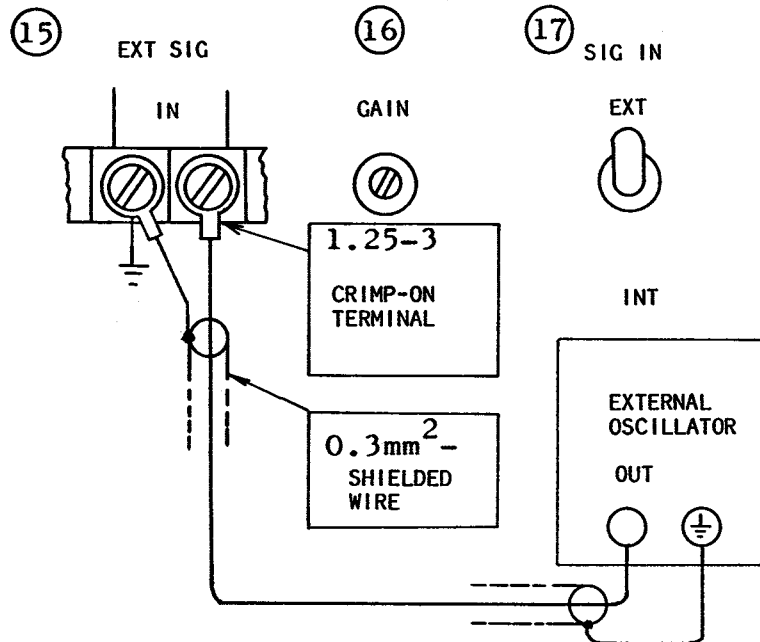 15
EXT SIG
IN
16
GAIN
17
SIG IN
EXT
INT
1.25-3
CRIMP-ON
TERMINAL
0.3mm²-
SHIELDED
WIRE
EXTERNAL
OSCILLATOR
OUT